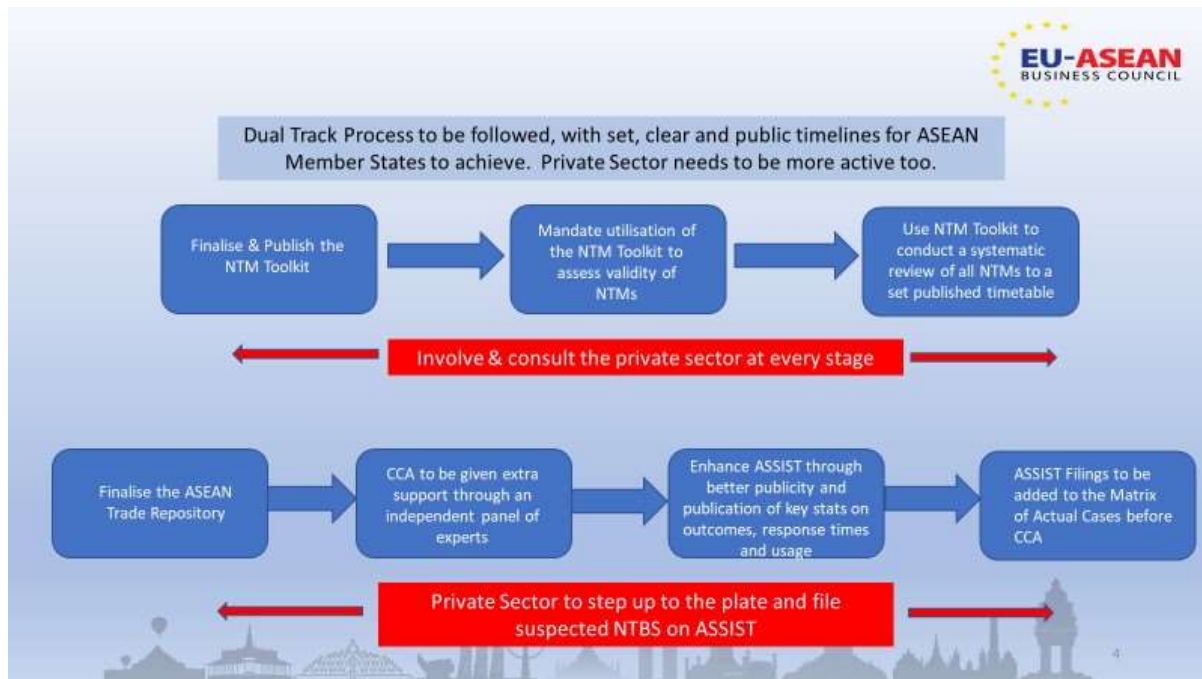 EU-ASEAN
BUSINESS COUNCIL
Dual Track Process to be followed, with set, clear and public timelines for ASEAN
Member States to achieve. Private Sector needs to be more active too.
Finalise & Publish the
NTM Toolkit
Mandate utilisation of
the NTM Toolkit to
assess validity of
NTMs
Use NTM Toolkit to
conduct a systematic
review of all NTMs to a
set published timetable
Involve & consult the private sector at every stage
Finalise the ASEAN
Trade Repository
CCA to be given extra
support through an
independent panel of
experts
Enhance ASSIST through
better publicity and
publication of key stats on
outcomes, response times
and usage
ASSIST Filings to be
added to the Matrix
of Actual Cases before
CCA
Private Sector to step up to the plate and file
suspected NTBS on ASSIST
4